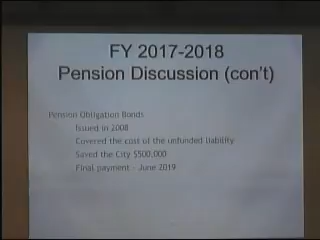 FY 2017-2018
Pension Discussion (con't)
Pension Obligation Bonds
Issued in 2008
Covered the cost of the unfunded liability
Saved the City $500,000
Final payment - June 2019